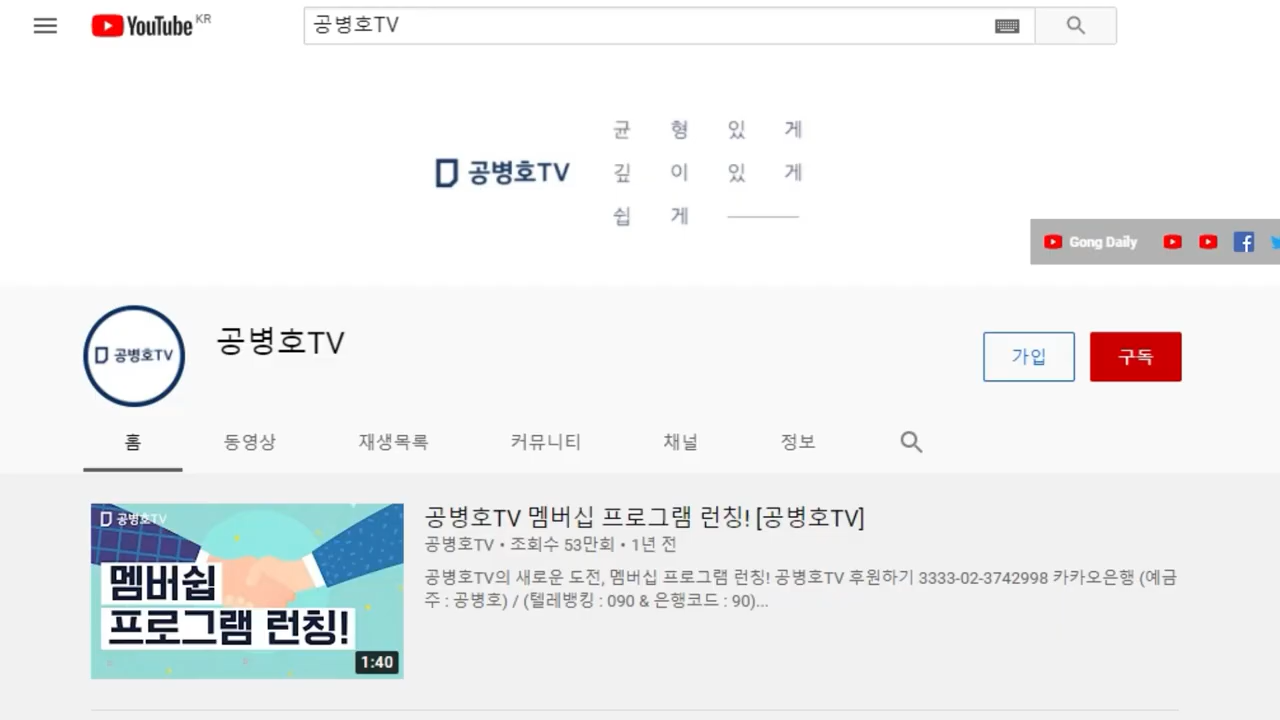 YouTube KR
공병호TV
공병호TV
균 형 있 게
깊 이 있 게
쉽 게
Gong Daily
공병호TV
공병호TV
가입
구독
홈 동영상 재생목록 커뮤니티 채널 정보
공병호TV
멤버쉽
프로그램 런칭!
1:40
공병호TV 멤버십 프로그램 런칭! [공병호TV]
공병호TV • 조회수 53만회 • 1년 전
공병호TV의 새로운 도전, 멤버십 프로그램 런칭! 공병호TV 후원하기 3333-02-3742998 카카오은행 (예금
주 : 공병호) / (텔레뱅킹 : 090 & 은행코드 : 90)...